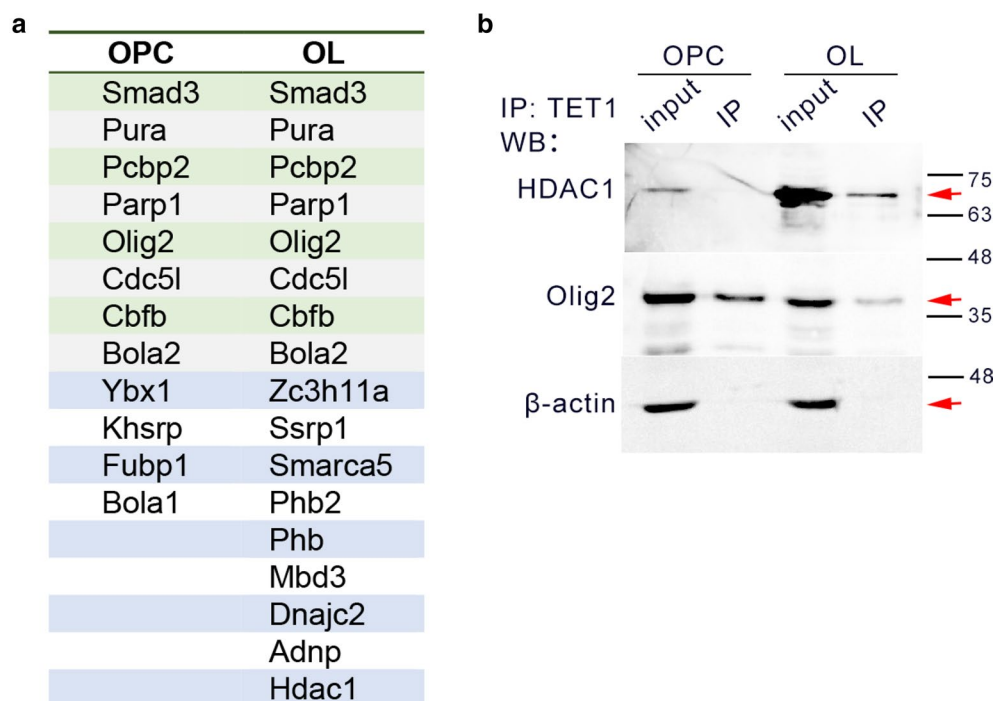 a
OPC OL
Smad3 Smad3
Pura Pura
Pcbp2 Pcbp2
Parp1 Parp1
Olig2 Olig2
Cdc5l Cdc5l
Cbfb Cbfb
Bola2 Bola2
Ybx1 Zc3h11a
Khsrp Ssrp1
Fubp1 Smarca5
Bola1 Phb2
Phb
Mbd3
Dnajc2
Adnp
Hdac1
b
OPC OL
input IP input IP
IP: TET1
WB:
HDAC1
75
63
Olig2
48
35
β-actin
48